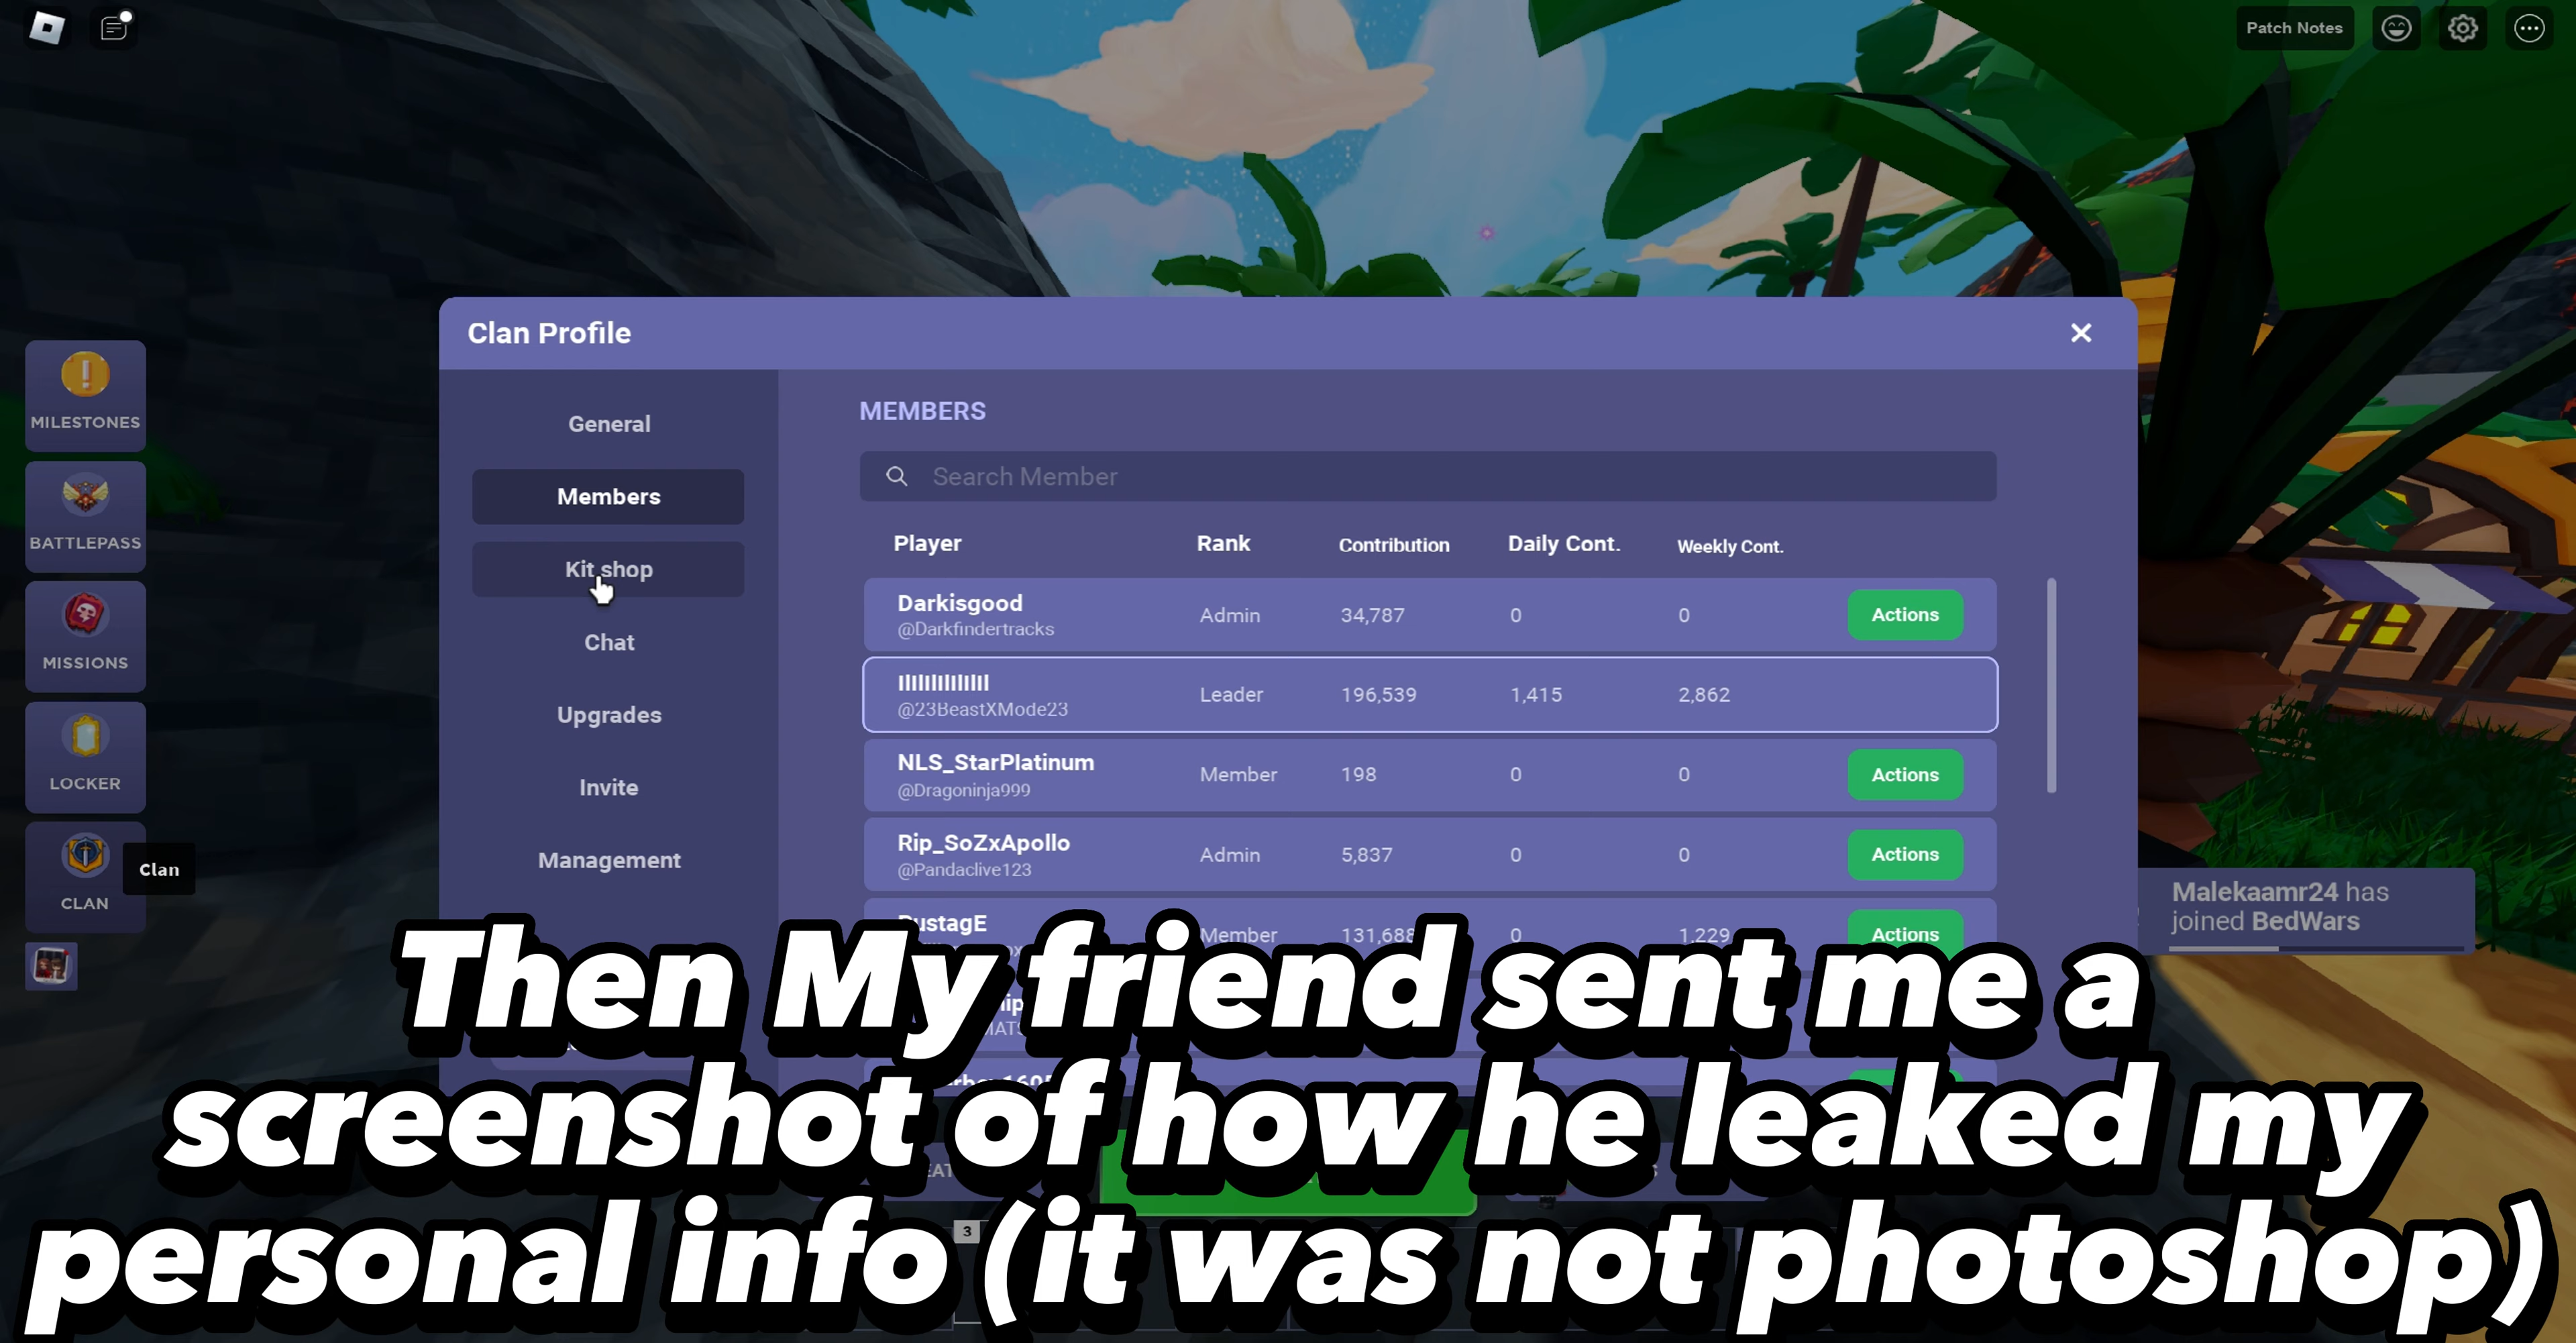 Patch Notes
Clan Profile
MILESTONES
BATTLEPASS
MISSIONS
LOCKER
CLAN
Clan
General
Members
Kit shop
Chat
Upgrades
Invite
Management
MEMBERS
Search Member
Player Rank Contribution Daily Cont. Weekly Cont.
Darkisgood
@Darkfindertracks
Admin 34,787 0 0 Actions
@23BeastXMode23
Leader 196,539 1,415 2,862
NLS_StarPlatinum
@Dragoninja999
Member 198 0 0 Actions
Rip_SoZxApollo
@Pandaclive123
Admin 5,837 0 0 Actions
Member 131,688 0 1,229 Actions
Malekaamr24 has
joined BedWars
Then My friend sent me a
screenshot of how he leaked my
personal info (it was not photoshop)
3